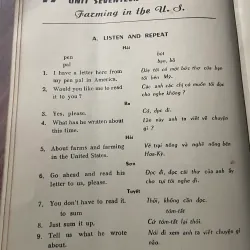 UNIT SEVENTEEN
Farming in the U. S.
A. LISTEN AND REPEAT
Hải
pen
bút
pal
bạn, bồ
1. I have a letter here from
Đây có một bức thư của bạn
my pen pal in America.
tôi bên Mỹ.
2. Would you like me to read
Các anh các chị có muốn tôi đọc
it to you ?
cho nghe không ?
Ba
3. Yes, please.
Có, đọc đi.
4. What has he written about
Lần này anh ta viết về chuyện
this time.
gì ?
Hải
5. About farms and farming
Về trại nông và nghề nông bên
in the United States.
Hoa-Kỳ.
Sơn
6. Go ahead and read his
Đọc đi, đọc cái thư của anh ấy
letter to us, please.
cho tụi tôi nghe đi.
Tuyết
7. You don't have to read it.
Thôi, không cần đọc.
to sum
tóm-tắt
8. Just sum it up.
Cứ tóm-tắt lại thôi.
9. Tell us what he wrote
Nói đi xem anh ta viết chuyện gì
about.
nào.